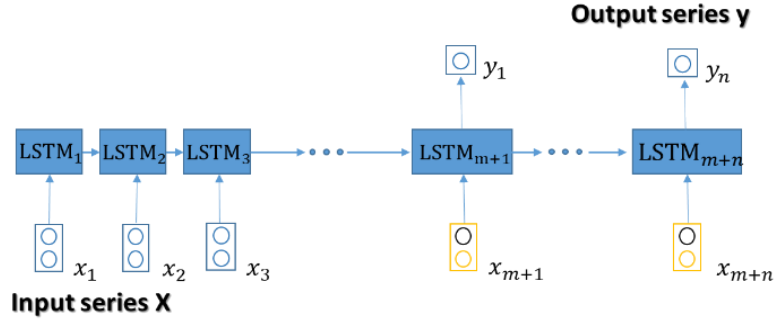 Output series y
y₁
yₙ
LSTM₁ LSTM₂ LSTM₃ LSTMₘ₊₁ LSTMₘ₊ₙ
x₁ x₂ x₃ xₘ₊₁ xₘ₊ₙ
Input series X